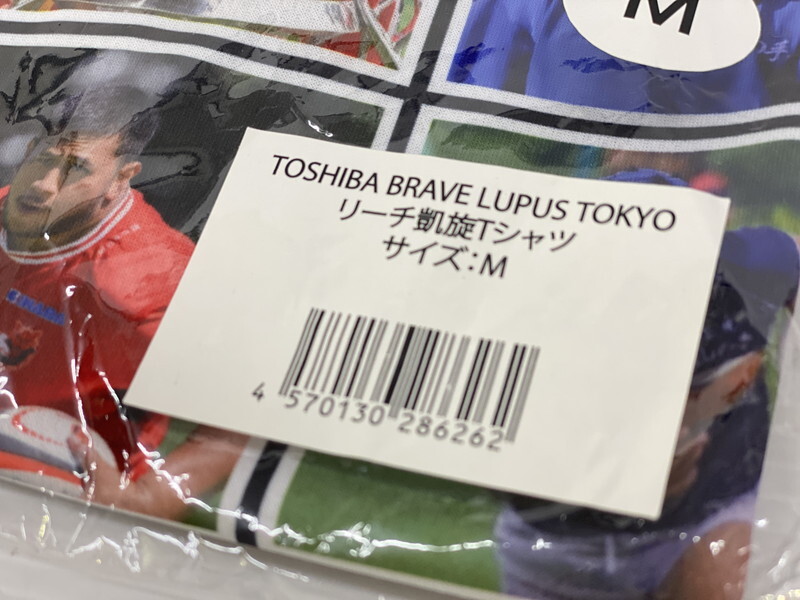 M
手
TOSHIBA BRAVE LUPUS TOKYO
リーチ凱旋Tシャツ
サイズ:M
4 570130 286262